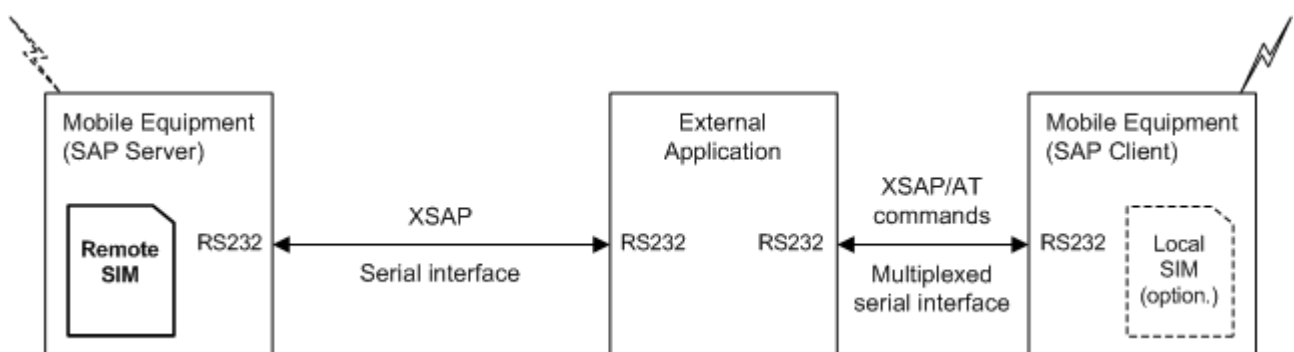 Mobile Equipment
(SAP Server)
Remote
SIM
RS232
XSAP
Serial interface
External
Application
RS232
RS232
XSAP/AT
commands
Multiplexed
serial interface
Mobile Equipment
(SAP Client)
RS232
Local
SIM
(option.)